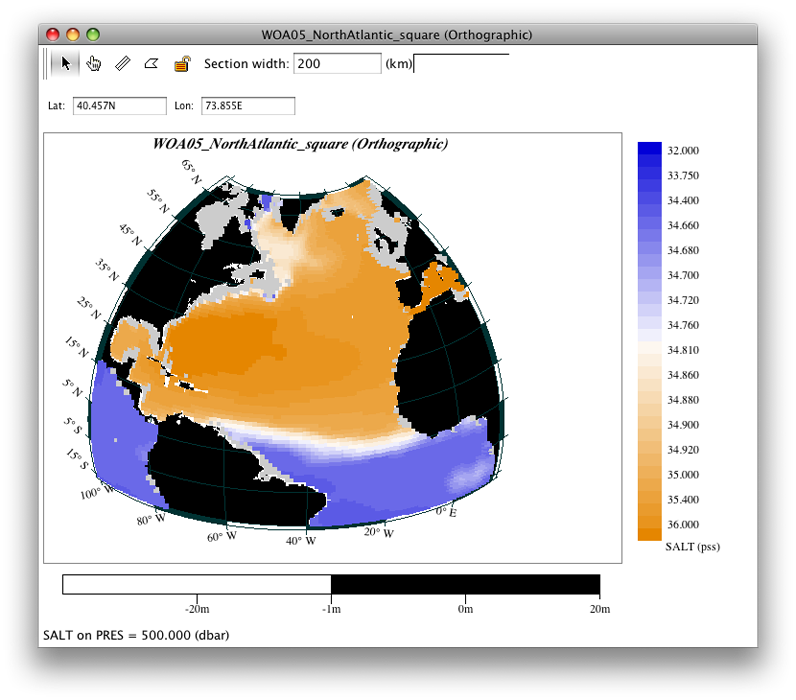 WOA05_NorthAtlantic_square (Orthographic)
Section width: 200 (km)
Lat: 40.457N Lon: 73.855E
WOA05_NorthAtlantic_square (Orthographic)
65° N
55° N
45° N
35° N
25° N
15° N
5° N
5° S
15° S
100° W
80° W
60° W
40° W
20° W
0° E
32.000
33.750
34.400
34.660
34.680
34.700
34.720
34.760
34.810
34.860
34.880
34.900
34.920
35.000
35.400
36.000
SALT (pss)
-20m -1m 0m 20m
SALT on PRES = 500.000 (dbar)